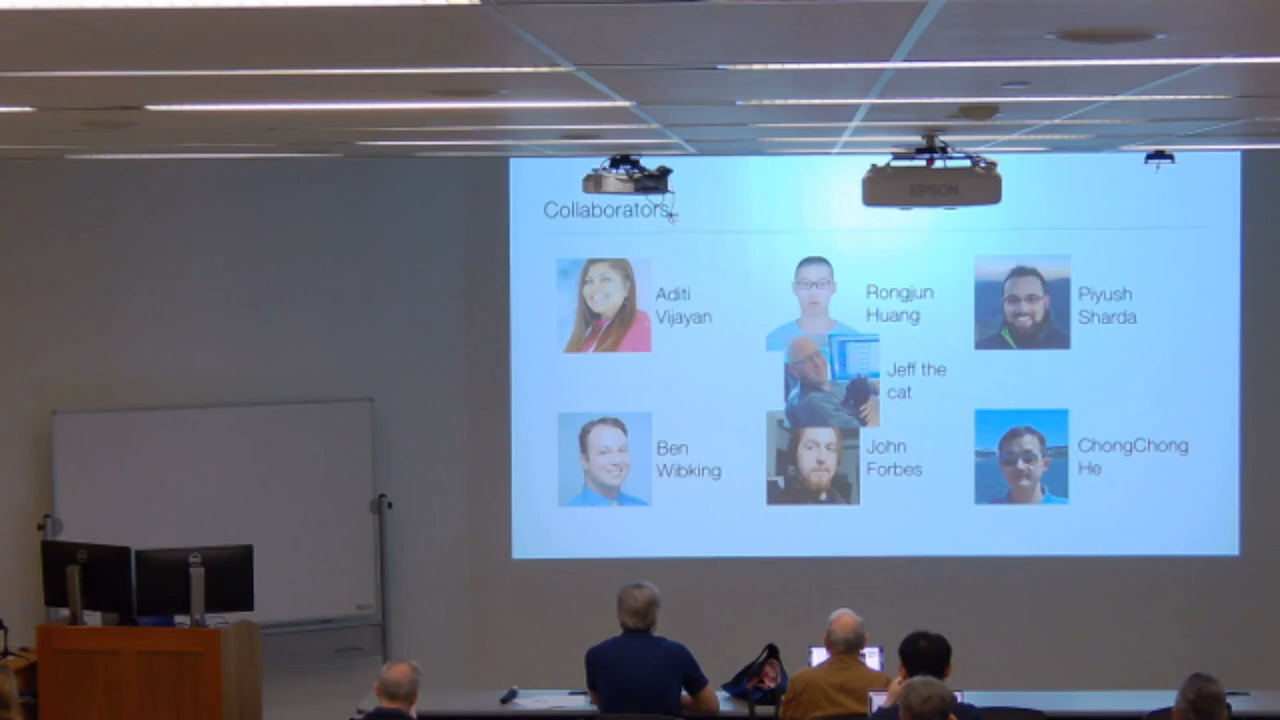 EPSON
Collaborators
Aditi
Vijayan
Rongjun
Huang
Piyush
Sharda
Jeff the
cat
Ben
Wibking
John
Forbes
ChongChong
He